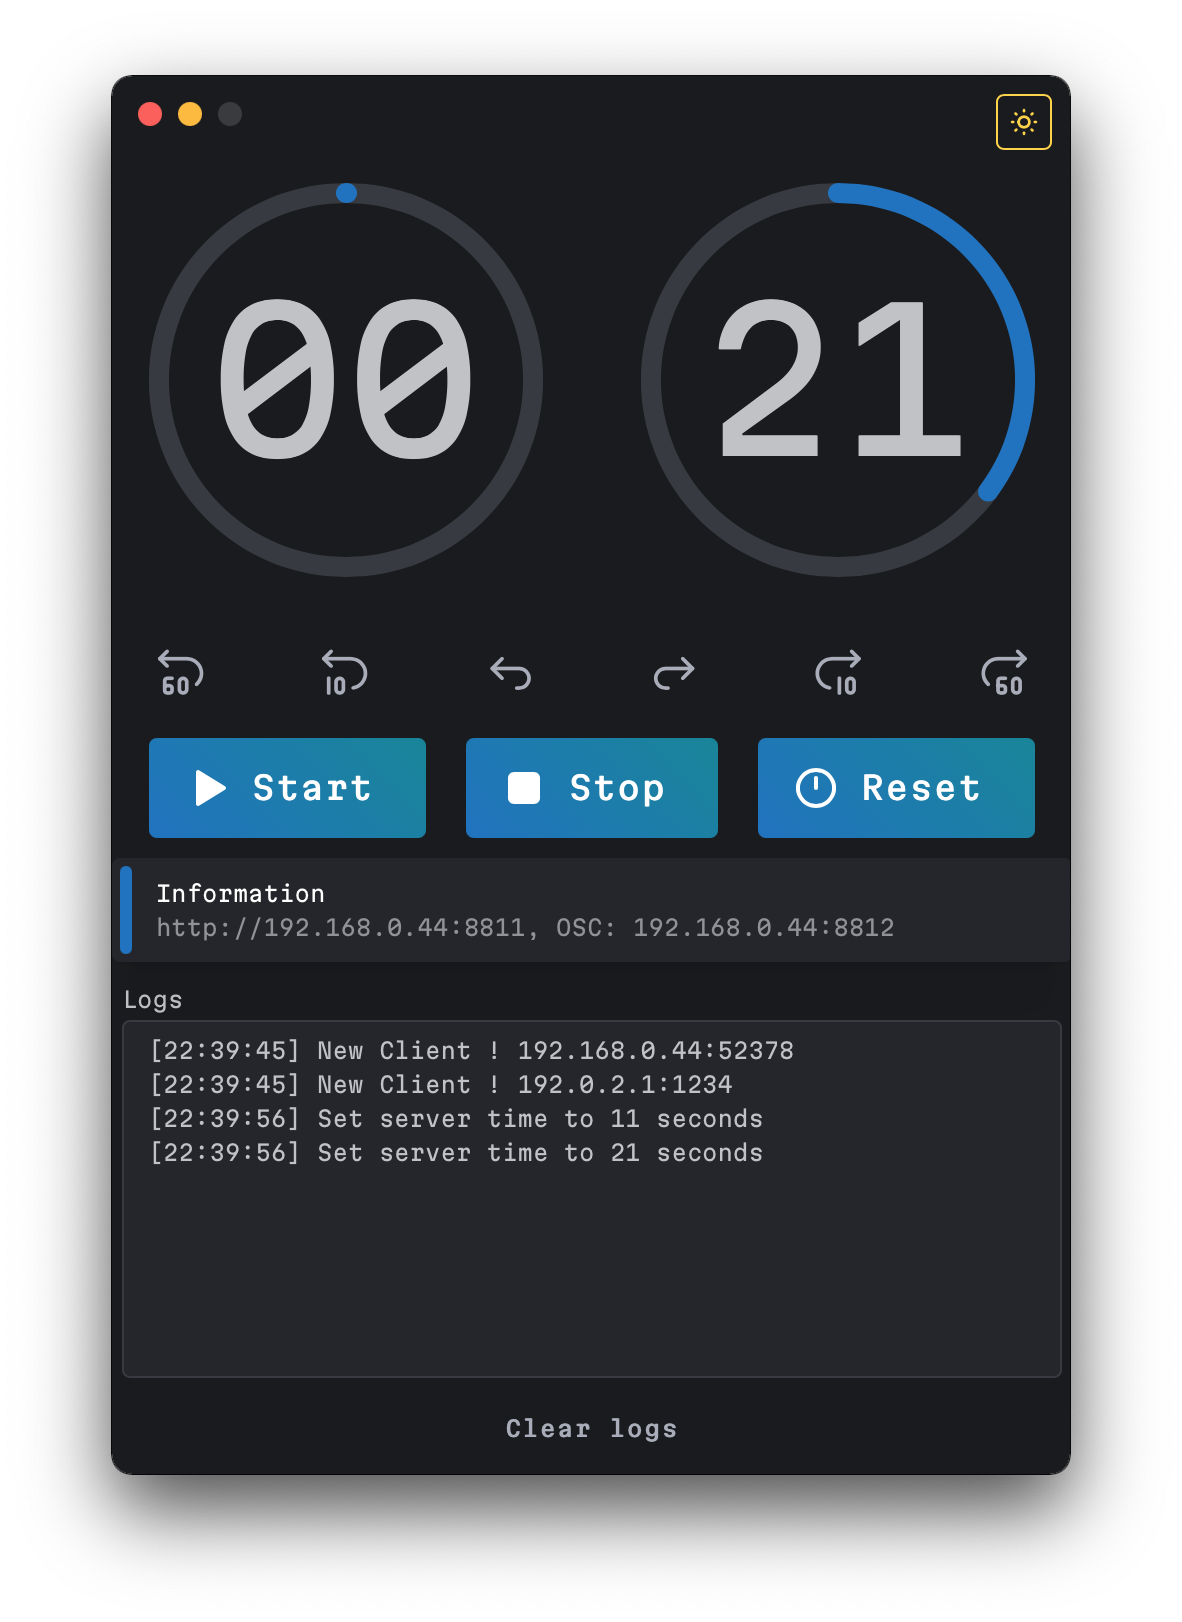 00 21
60 10 10 60
Start Stop Reset
Information
http://192.168.0.44:8811, OSC: 192.168.0.44:8812
Logs
[22:39:45] New Client ! 192.168.0.44:52378
[22:39:45] New Client ! 192.0.2.1:1234
[22:39:56] Set server time to 11 seconds
[22:39:56] Set server time to 21 seconds
Clear logs